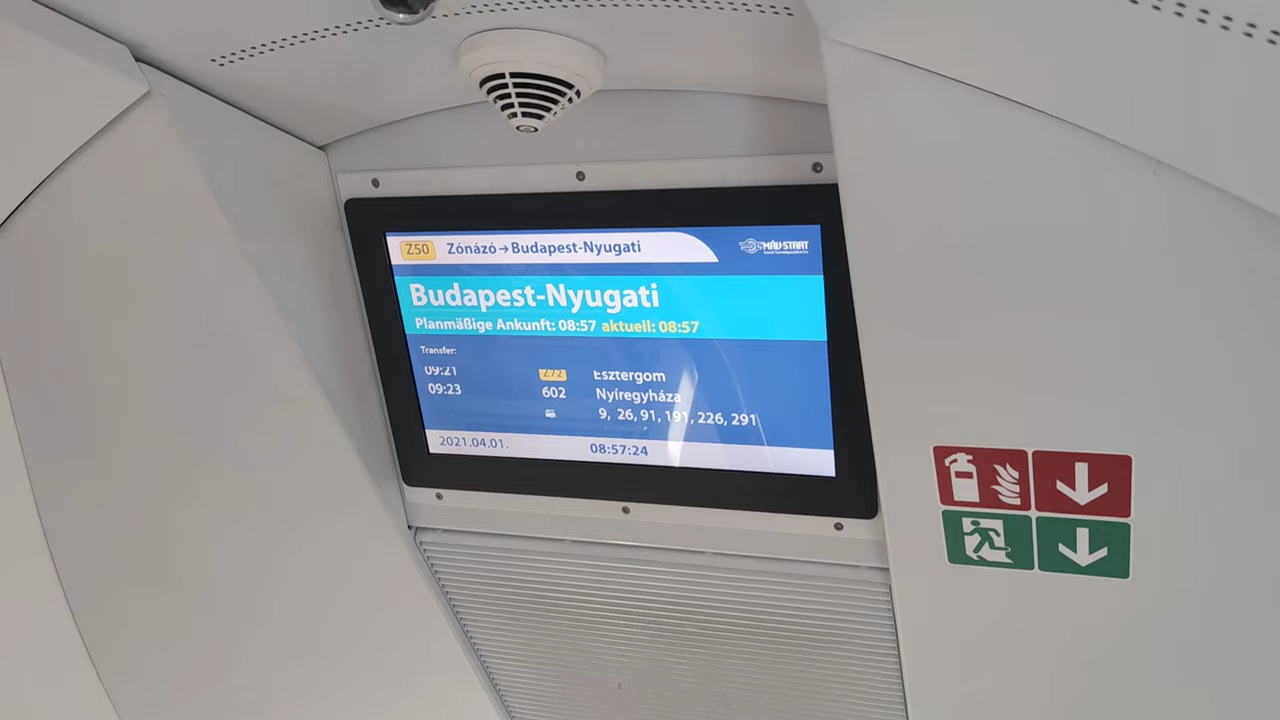 Z50 Zónázó→Budapest-Nyugati
MÁV-START
Budapest-Nyugati
Planmäßige Ankunft: 08:57 aktuell: 08:57
Transfer:
09:21 Z72 Esztergom
09:23 602 Nyíregyháza
9, 26, 91, 191, 226, 291
2021.04.01. 08:57:24